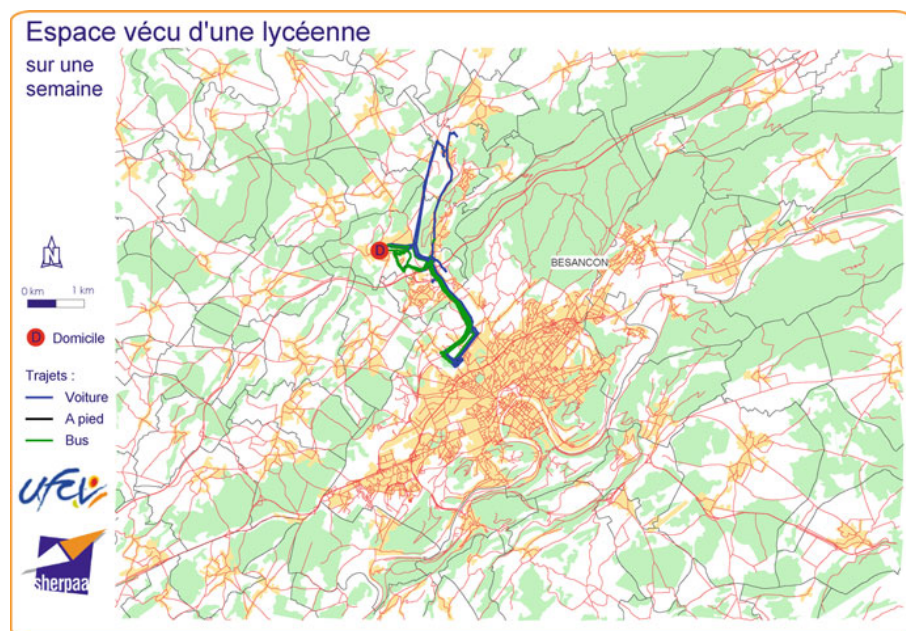 Espace vécu d'une lycéenne
sur une
semaine
BESANCON
N
0 km 1 km
D
D Domicile
Trajets :
Voiture
A pied
Bus
ufcv
sherpaa